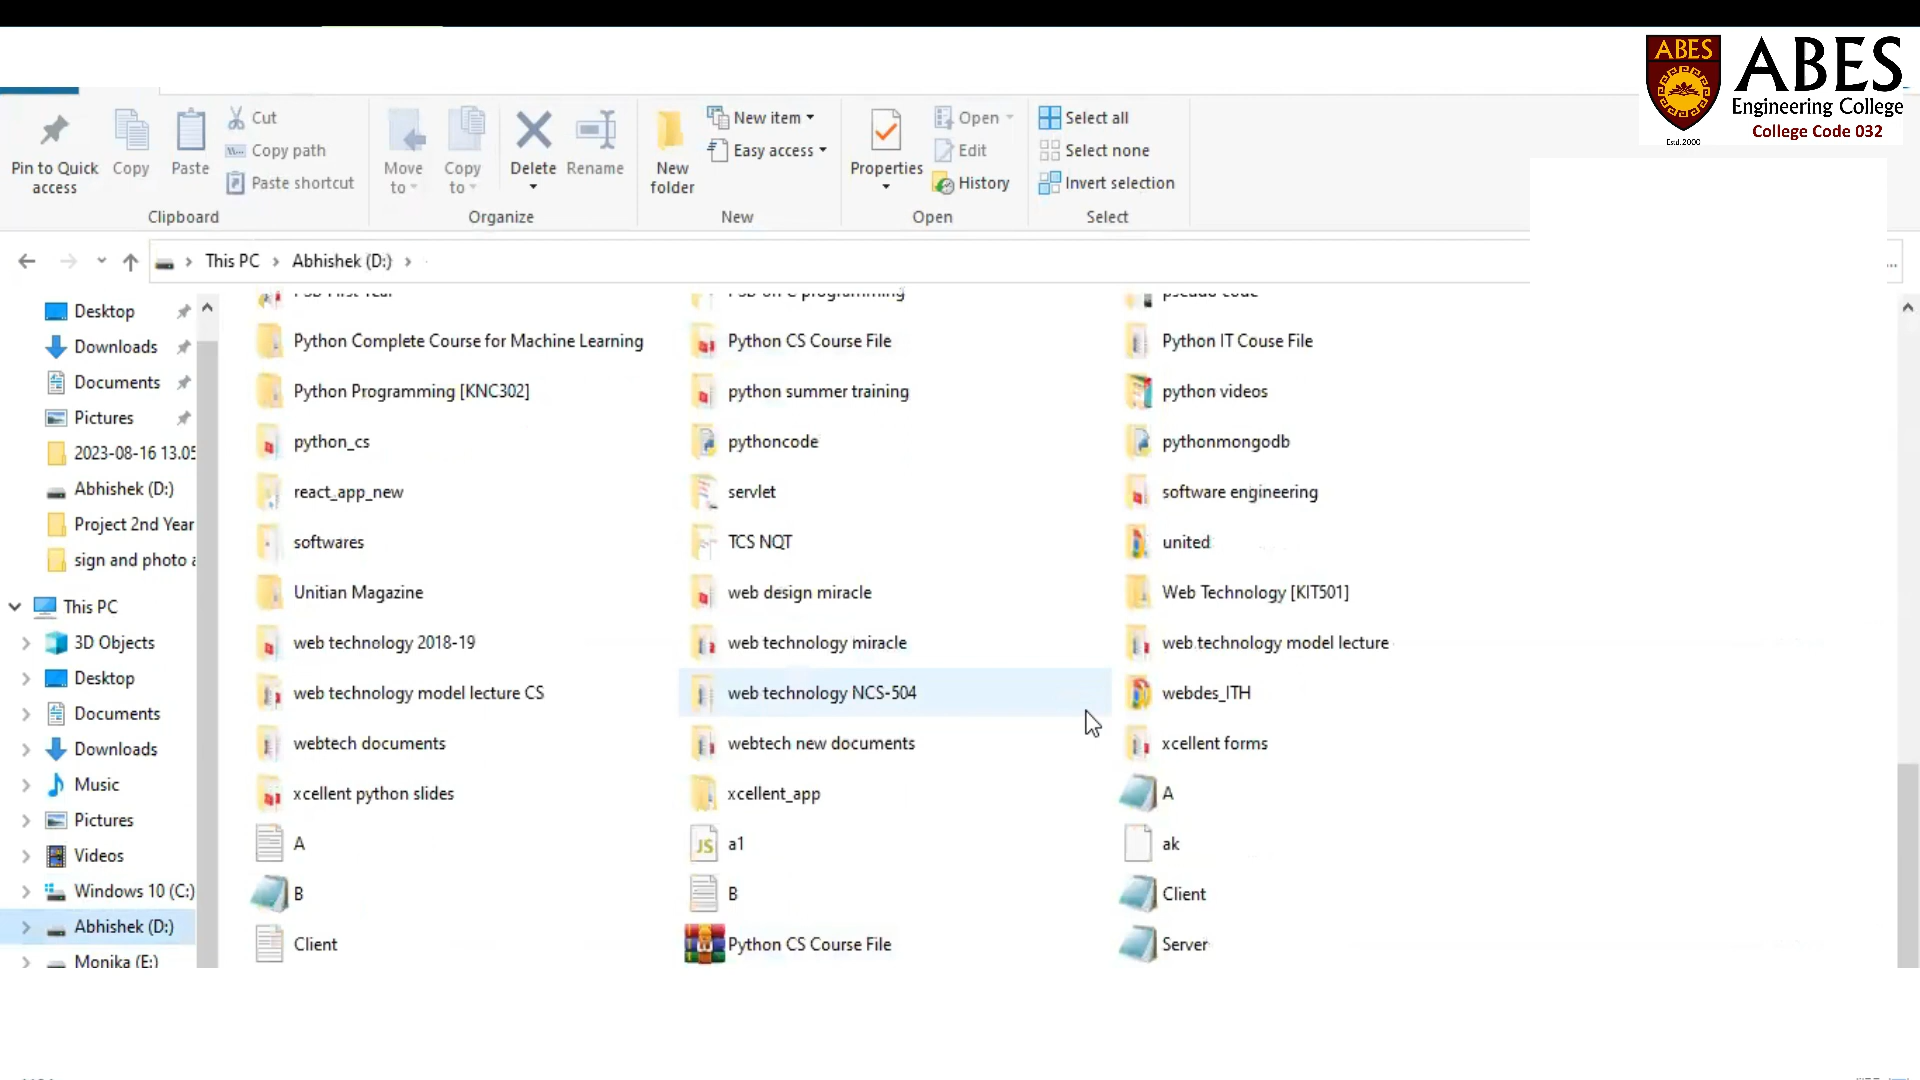 ABES
ABES
Engineering College
College Code 032
Estd.2000
Pin to Quick access
Copy
Paste
Cut
Copy path
Paste shortcut
Clipboard
Move to
Copy to
Delete
Rename
Organize
New folder
New item
Easy access
New
Properties
Open
Edit
History
Open
Select all
Select none
Invert selection
Select
This PC > Abhishek (D:) >
Desktop
Downloads
Documents
Pictures
2023-08-16 13.05
Abhishek (D:)
Project 2nd Year
sign and photo a
This PC
3D Objects
Desktop
Documents
Downloads
Music
Pictures
Videos
Windows 10 (C:)
Abhishek (D:)
Monika (E:)
Python Complete Course for Machine Learning
Python CS Course File
Python IT Couse File
Python Programming [KNC302]
python summer training
python videos
python_cs
pythoncode
pythonmongodb
react_app_new
servlet
software engineering
softwares
TCS NQT
united
Unitian Magazine
web design miracle
Web Technology [KIT501]
web technology 2018-19
web technology miracle
web technology model lecture
web technology model lecture CS
web technology NCS-504
webdes_ITH
webtech documents
webtech new documents
xcellent forms
xcellent python slides
xcellent_app
A
A
JS
a1
ak
B
B
Client
Client
Python CS Course File
Server